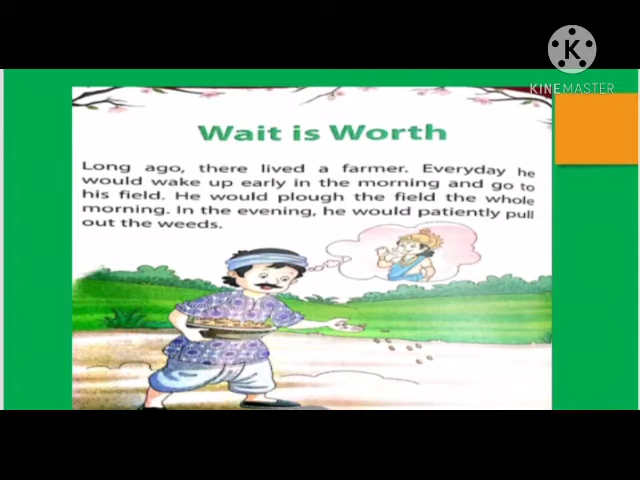 KINEMASTER
Wait is Worth
Long ago, there lived a farmer. Everyday he
would wake up early in the morning and go to
his field. He would plough the field the whole
morning. In the evening, he would patiently pull
out the weeds.